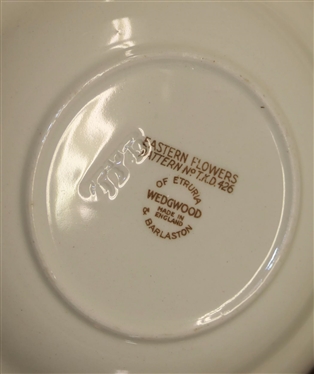 EASTERN FLOWERS
PATTERN No T.K.D. 426
OF ETRURIA
WEDGWOOD
MADE IN
ENGLAND
& BARLASTON